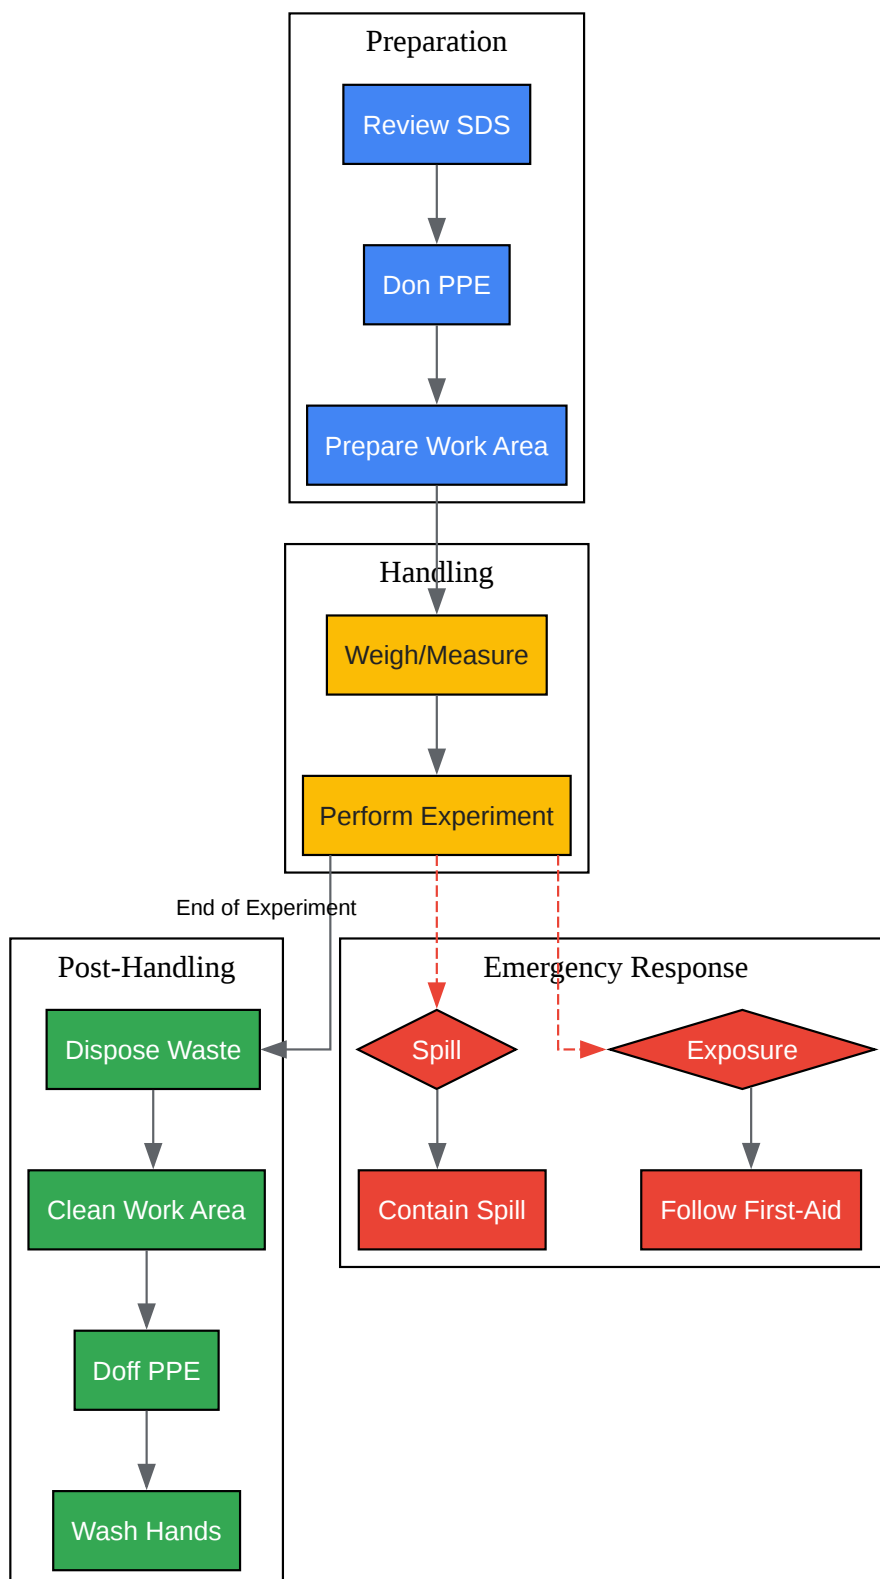 Preparation
Review SDS
Don PPE
Prepare Work Area
Handling
Weigh/Measure
Perform Experiment
End of Experiment
Post-Handling
Dispose Waste
Clean Work Area
Doff PPE
Wash Hands
Emergency Response
Spill
Exposure
Contain Spill
Follow First-Aid